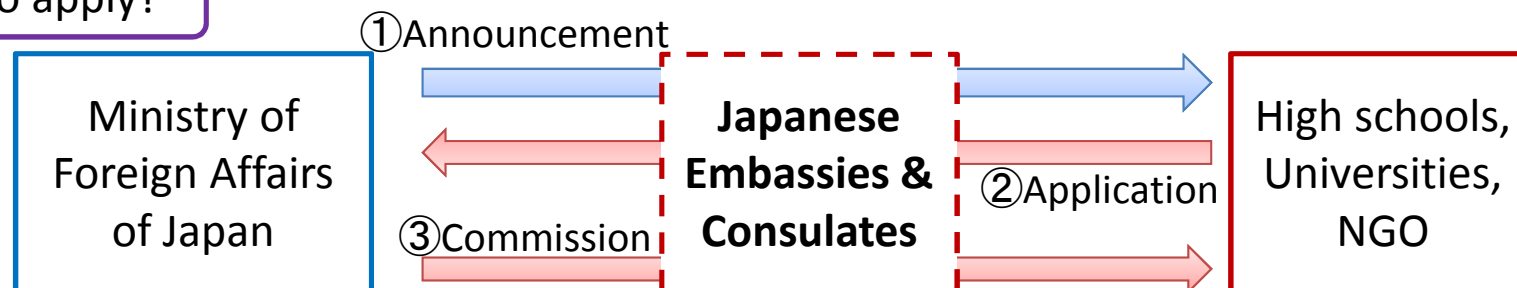 o apply?
①Announcement
Ministry of
Foreign Affairs
of Japan
Japanese
Embassies &
Consulates
②Application
③Commission
High schools,
Universities,
NGO